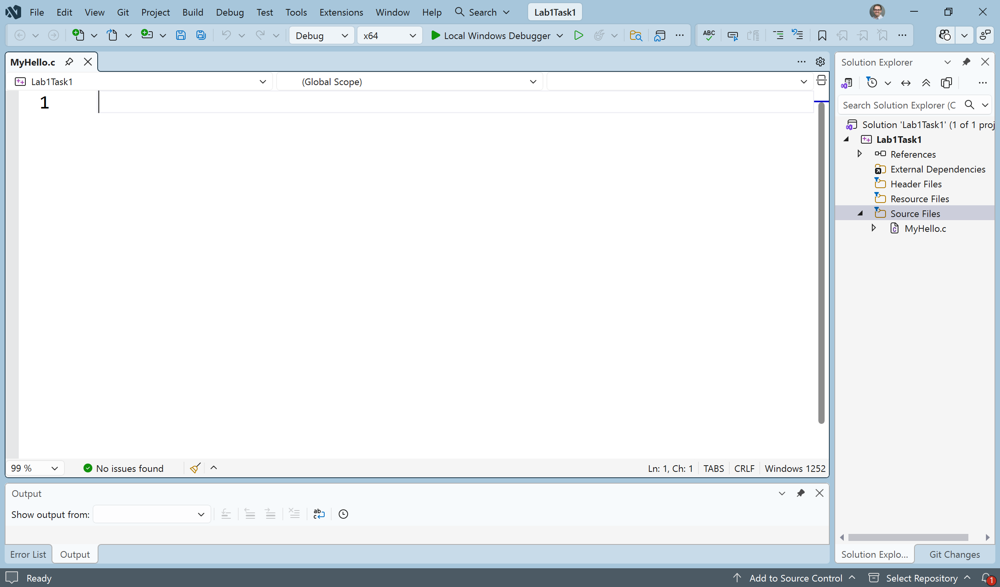 File Edit View Git Project Build Debug Test Tools Extensions Window Help Search Lab1Task1
Debug x64 Local Windows Debugger ABC
MyHello.c
Lab1Task1 (Global Scope)
1
99 % No issues found Ln: 1, Ch: 1 TABS CRLF Windows 1252
Output
Show output from:
Error List Output
Solution Explorer
Search Solution Explorer (C
Solution 'Lab1Task1' (1 of 1 proj
Lab1Task1
References
External Dependencies
Header Files
Resource Files
Source Files
MyHello.c
Solution Explo... Git Changes
Ready Add to Source Control Select Repository 1